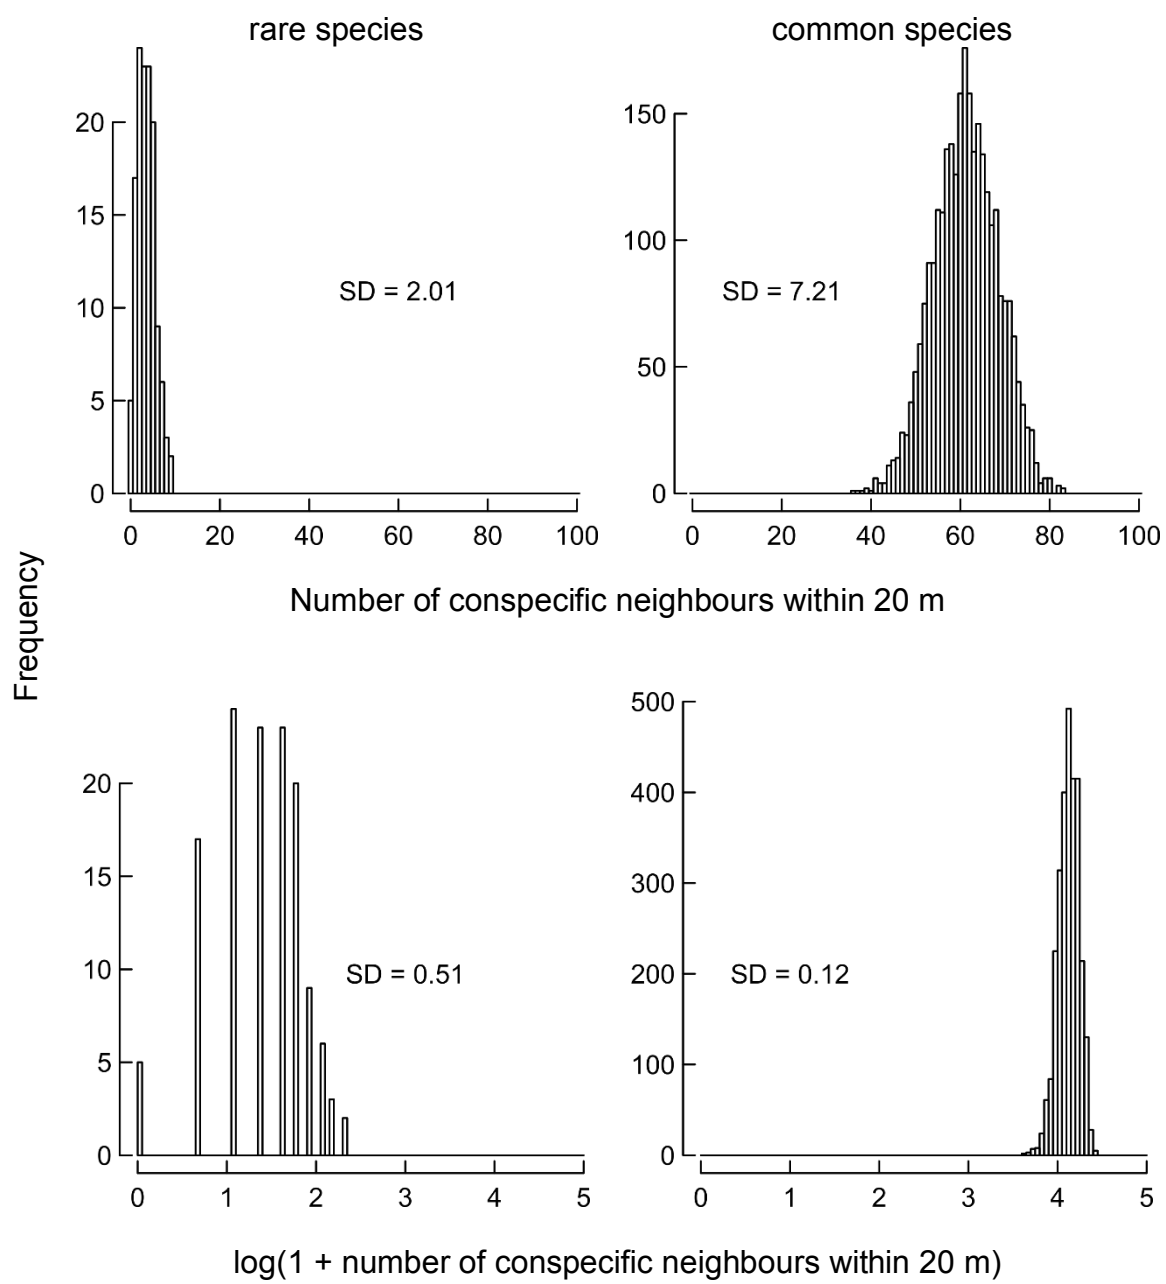 rare species
common species
20
15
10
5
0
SD = 2.01
0 20 40 60 80 100
150
100
50
0
SD = 7.21
0 20 40 60 80 100
Number of conspecific neighbours within 20 m
Frequency
20
15
10
5
0
SD = 0.51
0 1 2 3 4 5
500
400
300
200
100
0
SD = 0.12
0 1 2 3 4 5
log(1 + number of conspecific neighbours within 20 m)